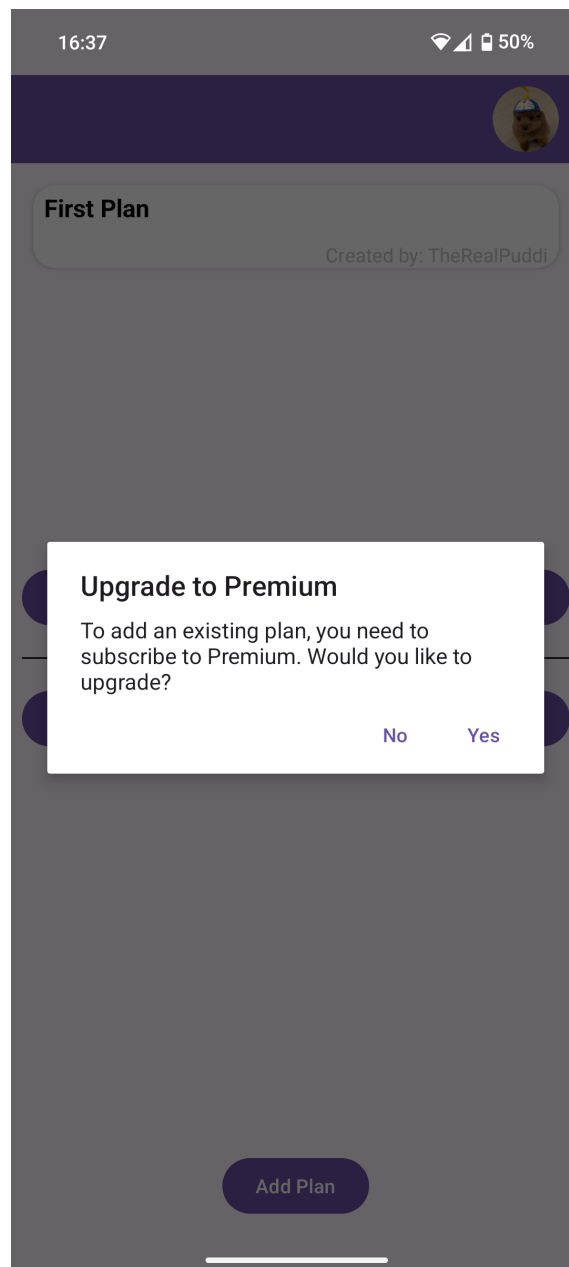 16:37
50%
First Plan
Created by: TheRealPuddi
Upgrade to Premium
To add an existing plan, you need to
subscribe to Premium. Would you like to
upgrade?
No
Yes
Add Plan